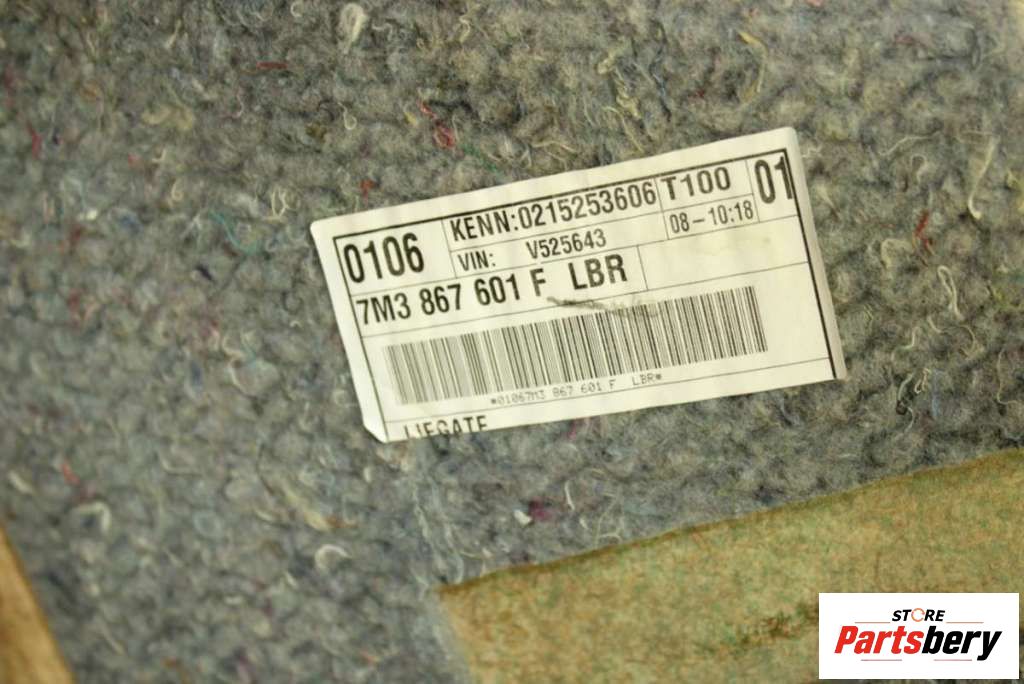 0106 KENN:0215253606 T100 01
VIN: V525643 08-10:18
7M3 867 601 F LBR
*01067M3 867 601 F LBR*
STORE
Partsbery